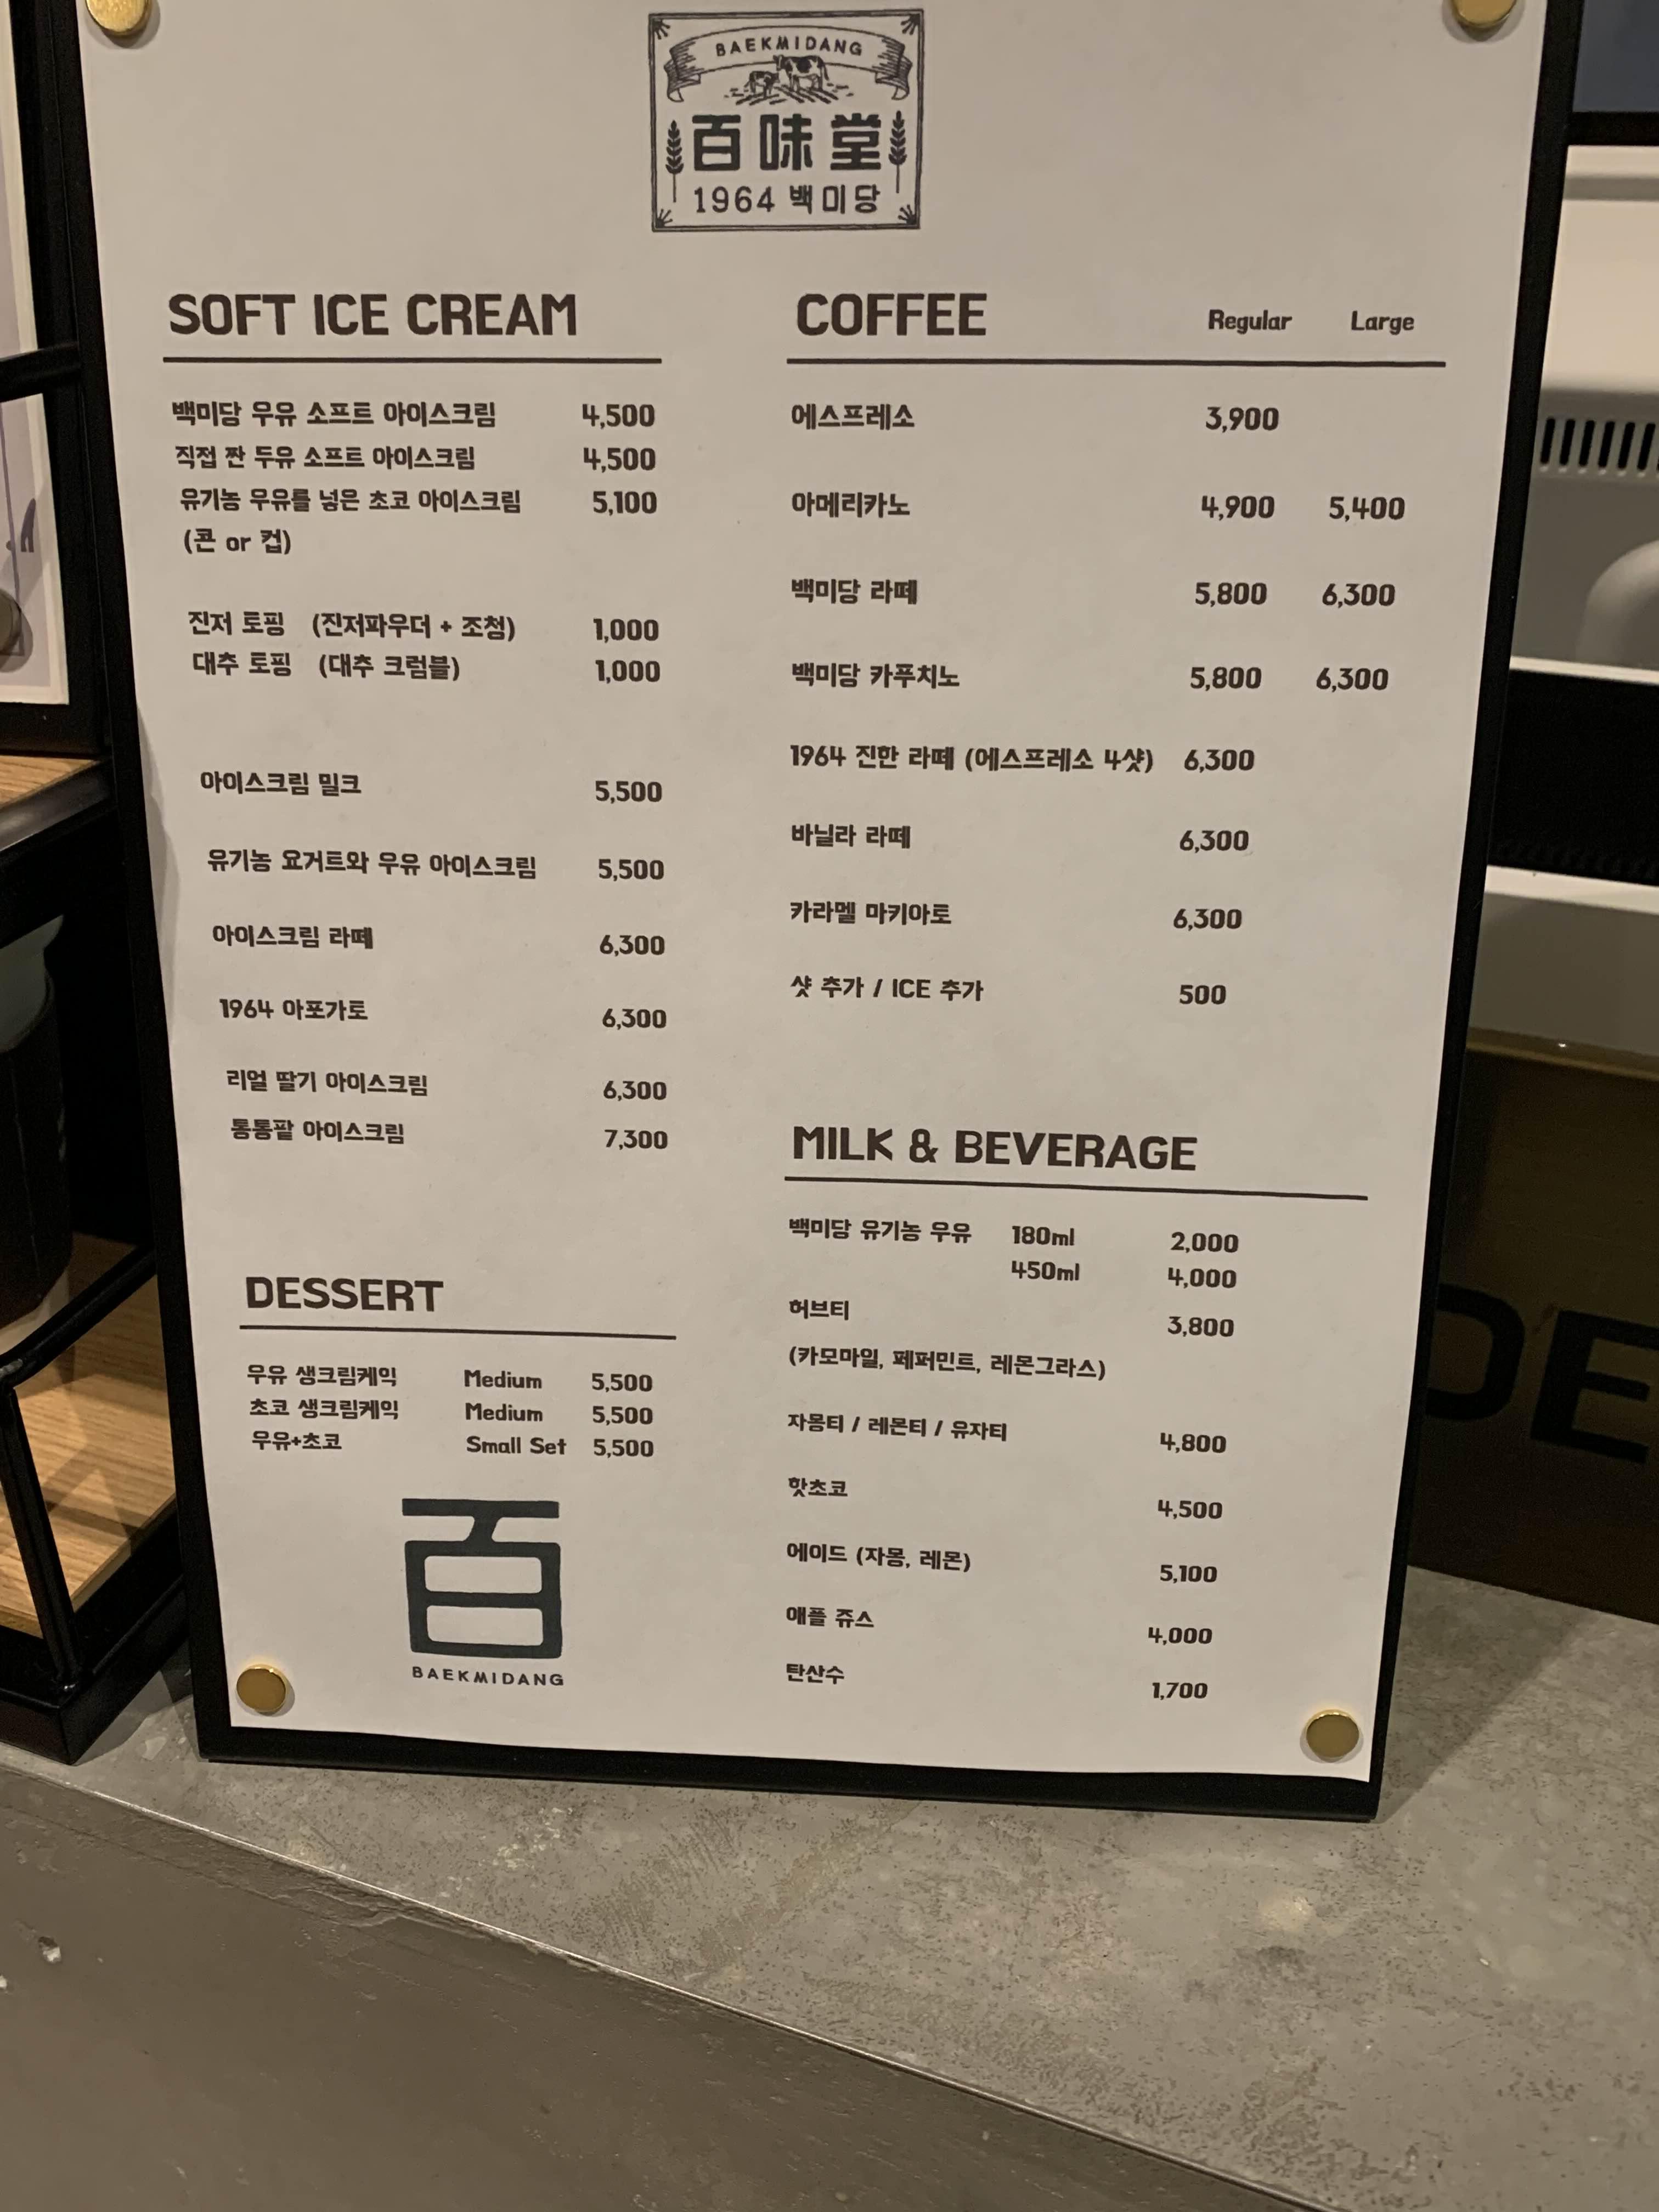 BAEKMIDANG
百味堂
1964 백미당
SOFT ICE CREAM
백미당 우유 소프트 아이스크림 4,500
직접 짠 두유 소프트 아이스크림 4,500
유기농 우유를 넣은 초코 아이스크림 5,100
(콘 or 컵)
진저 토핑 (진저파우더 + 조청) 1,000
대추 토핑 (대추 크럼블) 1,000
아이스크림 밀크 5,500
유기농 요거트와 우유 아이스크림 5,500
아이스크림 라떼 6,300
1964 아포가토 6,300
리얼 딸기 아이스크림 6,300
통통팥 아이스크림 7,300
DESSERT
우유 생크림케익 Medium 5,500
초코 생크림케익 Medium 5,500
우유+초코 Small Set 5,500
百
BAEKMIDANG
COFFEE Regular Large
에스프레소 3,900
아메리카노 4,900 5,400
백미당 라떼 5,800 6,300
백미당 카푸치노 5,800 6,300
1964 진한 라떼 (에스프레소 4샷) 6,300
바닐라 라떼 6,300
카라멜 마키아토 6,300
샷 추가 / ICE 추가 500
MILK & BEVERAGE
백미당 유기농 우유 180ml 2,000
450ml 4,000
허브티 3,800
(카모마일, 페퍼민트, 레몬그라스)
자몽티 / 레몬티 / 유자티 4,800
핫초코 4,500
에이드 (자몽, 레몬) 5,100
애플 쥬스 4,000
탄산수 1,700
DE